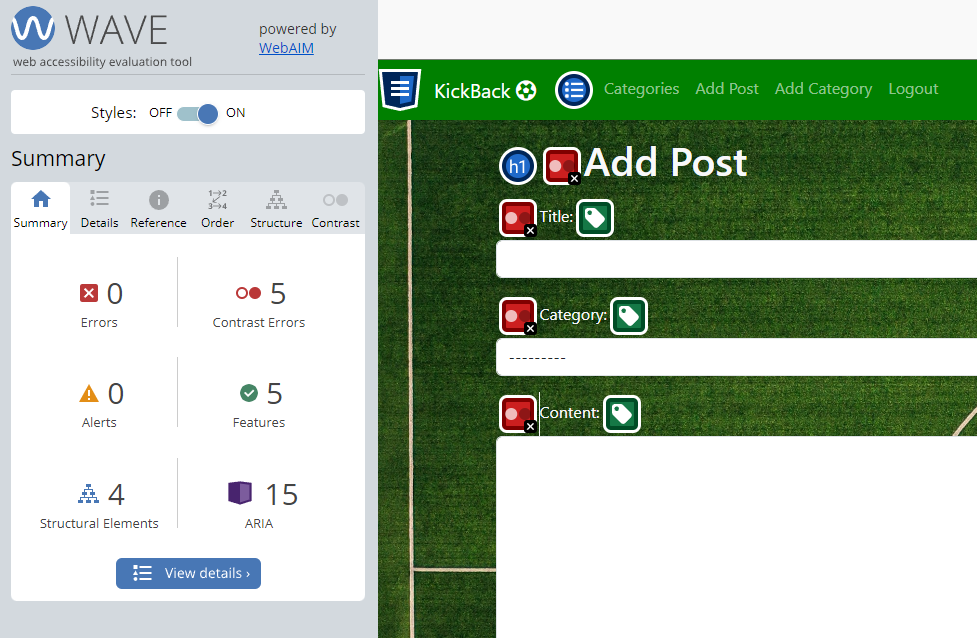 WAVE
powered by
WebAIM
web accessibility evaluation tool
Styles: OFF ON
Summary
Summary Details Reference Order Structure Contrast
0 5
Errors Contrast Errors
0 5
Alerts Features
4 15
Structural Elements ARIA
View details ›
KickBack Categories Add Post Add Category Logout
h1 Add Post
Title:
Category:
---------
Content: